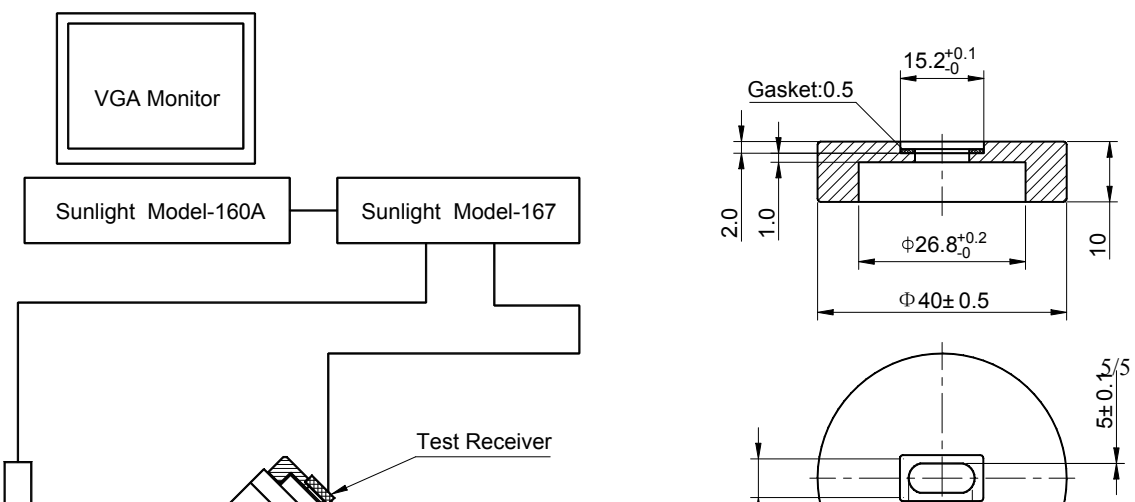 VGA Monitor
Sunlight Model-160A
Sunlight Model-167
Test Receiver
15.2+0.1-0
Gasket:0.5
2.0
1.0
Φ26.8+0.2-0
10
Φ40±0.5
5±0.1
5/5